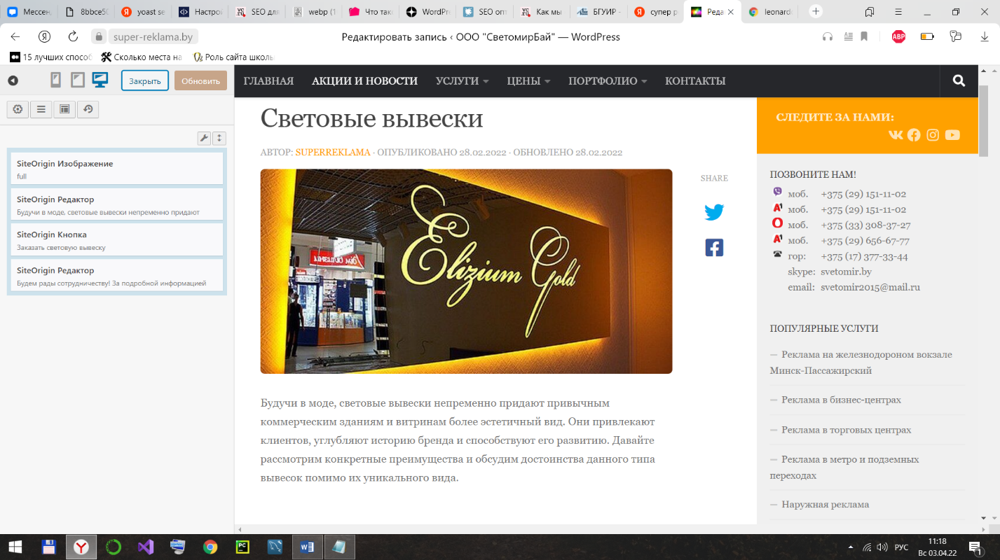 Мессен
8bbce50
yoast se
Настрой
SEO для
webp (1
Что такс
WordPre
SEO опт
Как мы
БГУИР -
супер р
Реда
leonard
super-reklama.by
Редактировать запись ‹ ООО "СветомирБай" — WordPress
ABP
15 лучших способ
Сколько места на
Роль сайта школь
Закрыть
Обновить
ГЛАВНАЯ
АКЦИИ И НОВОСТИ
УСЛУГИ
ЦЕНЫ
ПОРТФОЛИО
КОНТАКТЫ
SiteOrigin Изображение
full
SiteOrigin Редактор
Будучи в моде, световые вывески непременно придают
SiteOrigin Кнопка
Заказать световую вывеску
SiteOrigin Редактор
Будем рады сотрудничеству! За подробной информацией
Световые вывески
АВТОР: SUPERREKLAMA · ОПУБЛИКОВАНО 28.02.2022 · ОБНОВЛЕНО 28.02.2022
Elizium Gold
SHARE
Будучи в моде, световые вывески непременно придают привычным
коммерческим зданиям и витринам более эстетичный вид. Они привлекают
клиентов, углубляют историю бренда и способствуют его развитию. Давайте
рассмотрим конкретные преимущества и обсудим достоинства данного типа
вывесок помимо их уникального вида.
СЛЕДИТЕ ЗА НАМИ:
ПОЗВОНИТЕ НАМ!
моб. +375 (29) 151-11-02
моб. +375 (29) 151-11-02
моб. +375 (33) 308-37-27
моб. +375 (29) 656-67-77
гор: +375 (17) 377-33-44
skype: svetomir.by
email: svetomir2015@mail.ru
ПОПУЛЯРНЫЕ УСЛУГИ
— Реклама на железнодороном вокзале
Минск-Пассажирский
— Реклама в бизнес-центрах
— Реклама в торговых центрах
— Реклама в метро и подземных
переходах
— Наружная реклама
РУС
11:18
Вс 03.04.22
1